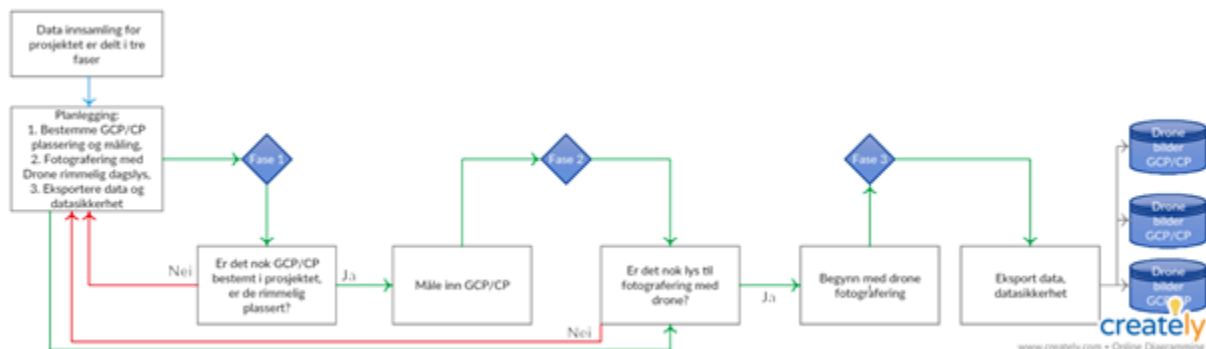 Data innsamling for
prosjektet er delt i tre
faser
Planlegging:
1. Bestemme GCP/CP
plassering og måling,
2. Fotografering med
Drone rimmelig dagslys,
3. Eksportere data og
datasikkerhet
Fase 1
Fase 2
Fase 3
Drone
bilder
GCP/CP
Drone
bilder
GCP/CP
Drone
bilder
GCP/CP
Nei
Er det nok GCP/CP
bestemt i prosjektet,
er de rimmelig
plassert?
Ja
Måle inn GCP/CP
Er det nok lys til
fotografering med
drone?
Nei
Ja
Begynn med drone
fotografering
Eksport data,
datasikkerhet
creately
www.creately.com • Online Diagramming